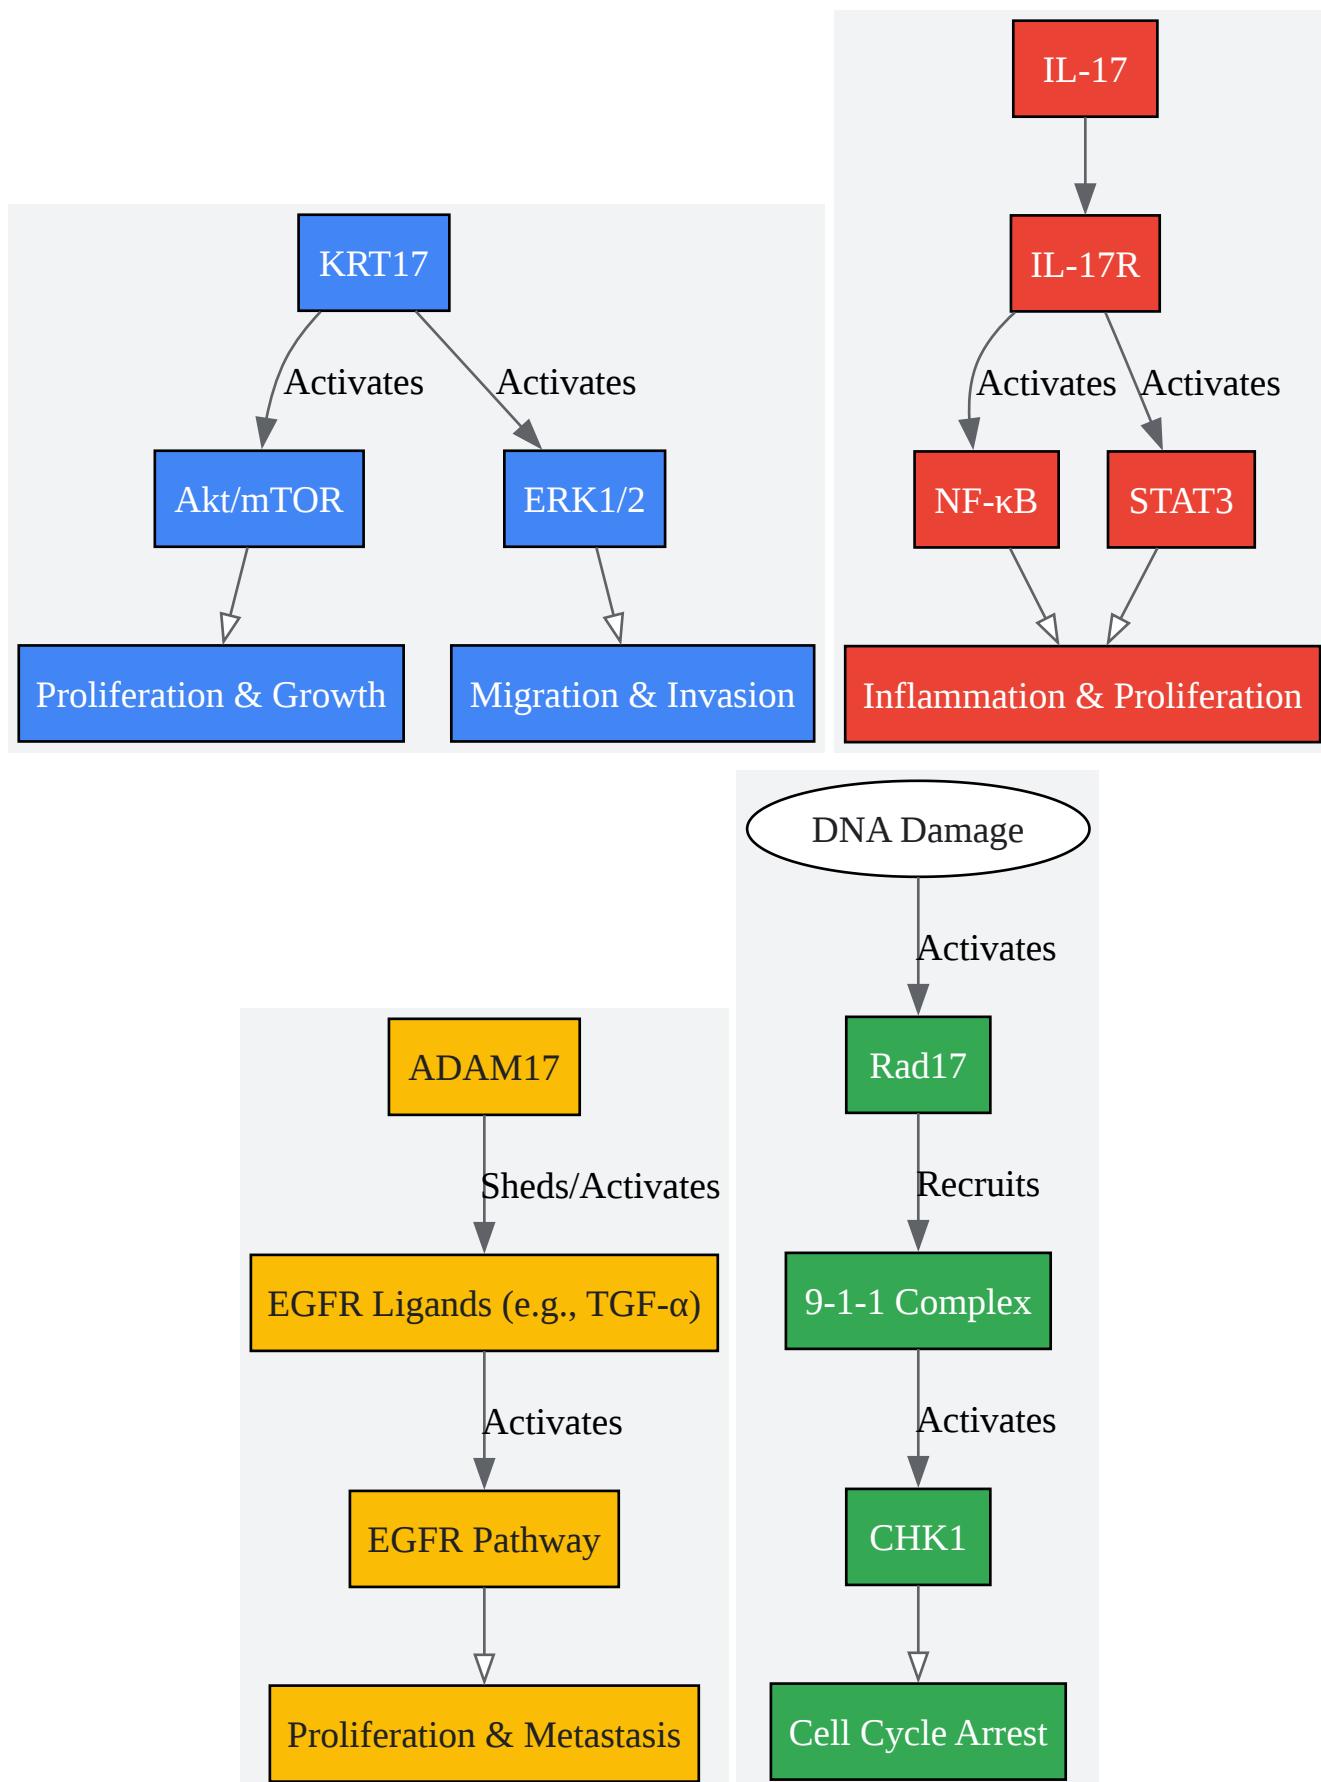 KRT17
Activates
Activates
Akt/mTOR
ERK1/2
Proliferation & Growth
Migration & Invasion
IL-17
IL-17R
Activates
Activates
NF-κB
STAT3
Inflammation & Proliferation
ADAM17
Sheds/Activates
EGFR Ligands (e.g., TGF-α)
Activates
EGFR Pathway
Proliferation & Metastasis
DNA Damage
Activates
Rad17
Recruits
9-1-1 Complex
Activates
CHK1
Cell Cycle Arrest